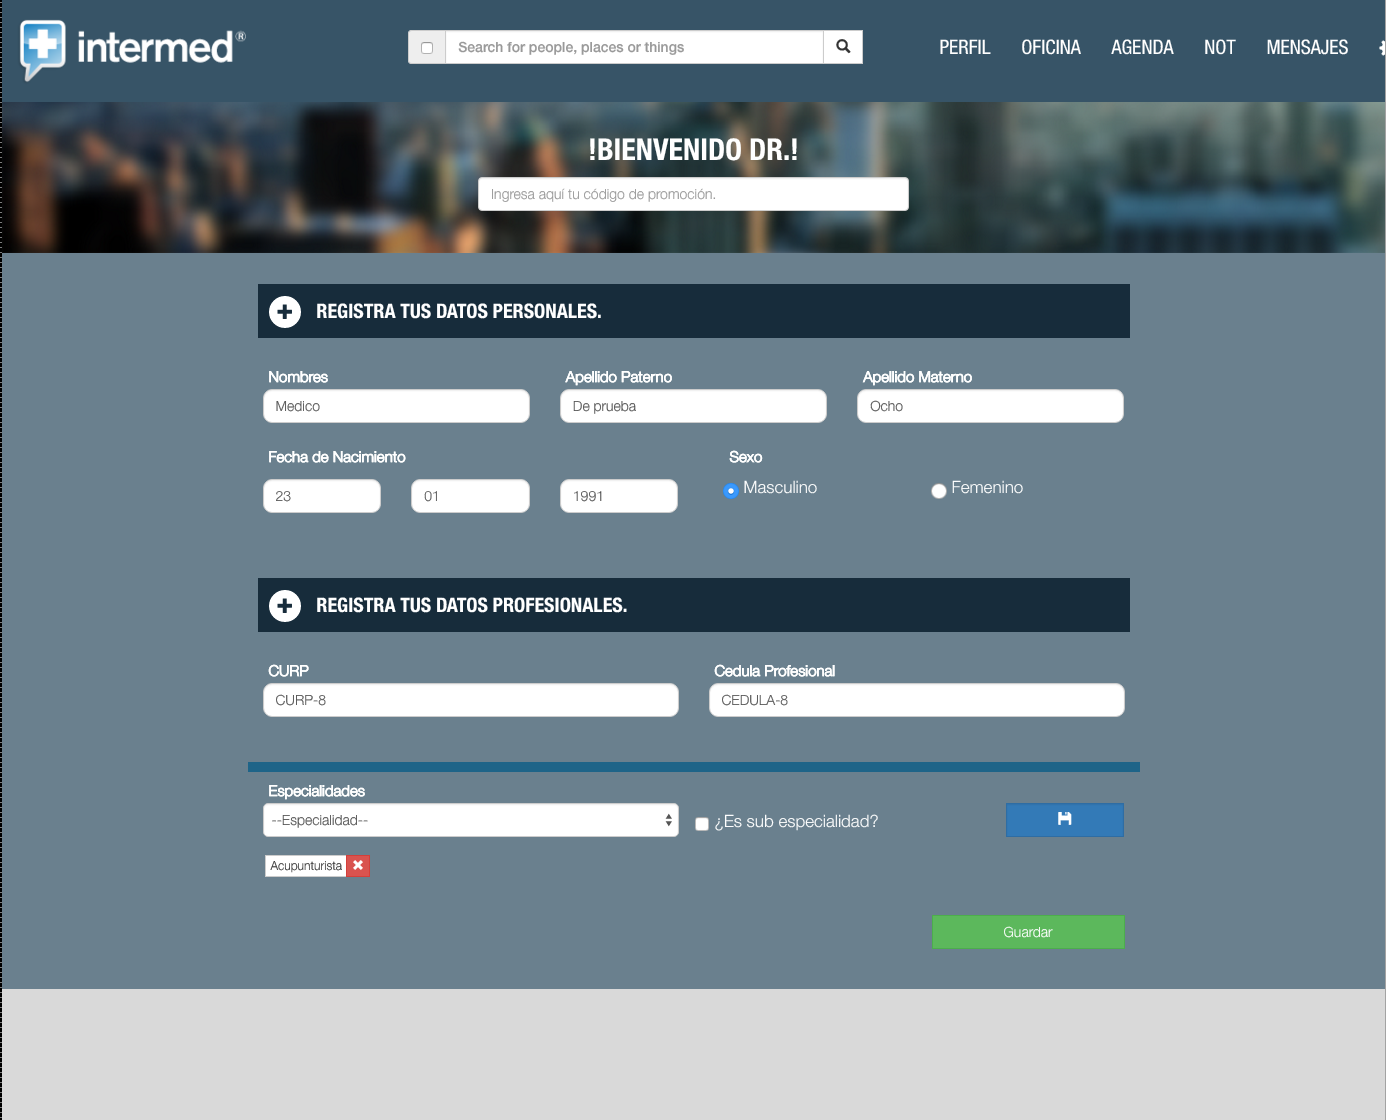 intermed®
Search for people, places or things
PERFIL OFICINA AGENDA NOT MENSAJES
!BIENVENIDO DR.!
Ingresa aquí tu código de promoción.
REGISTRA TUS DATOS PERSONALES.
Nombres Apellido Paterno Apellido Materno
Medico De prueba Ocho
Fecha de Nacimiento Sexo
23 01 1991 Masculino Femenino
REGISTRA TUS DATOS PROFESIONALES.
CURP Cedula Profesional
CURP-8 CEDULA-8
Especialidades
--Especialidad-- ¿Es sub especialidad?
Acupunturista
Guardar